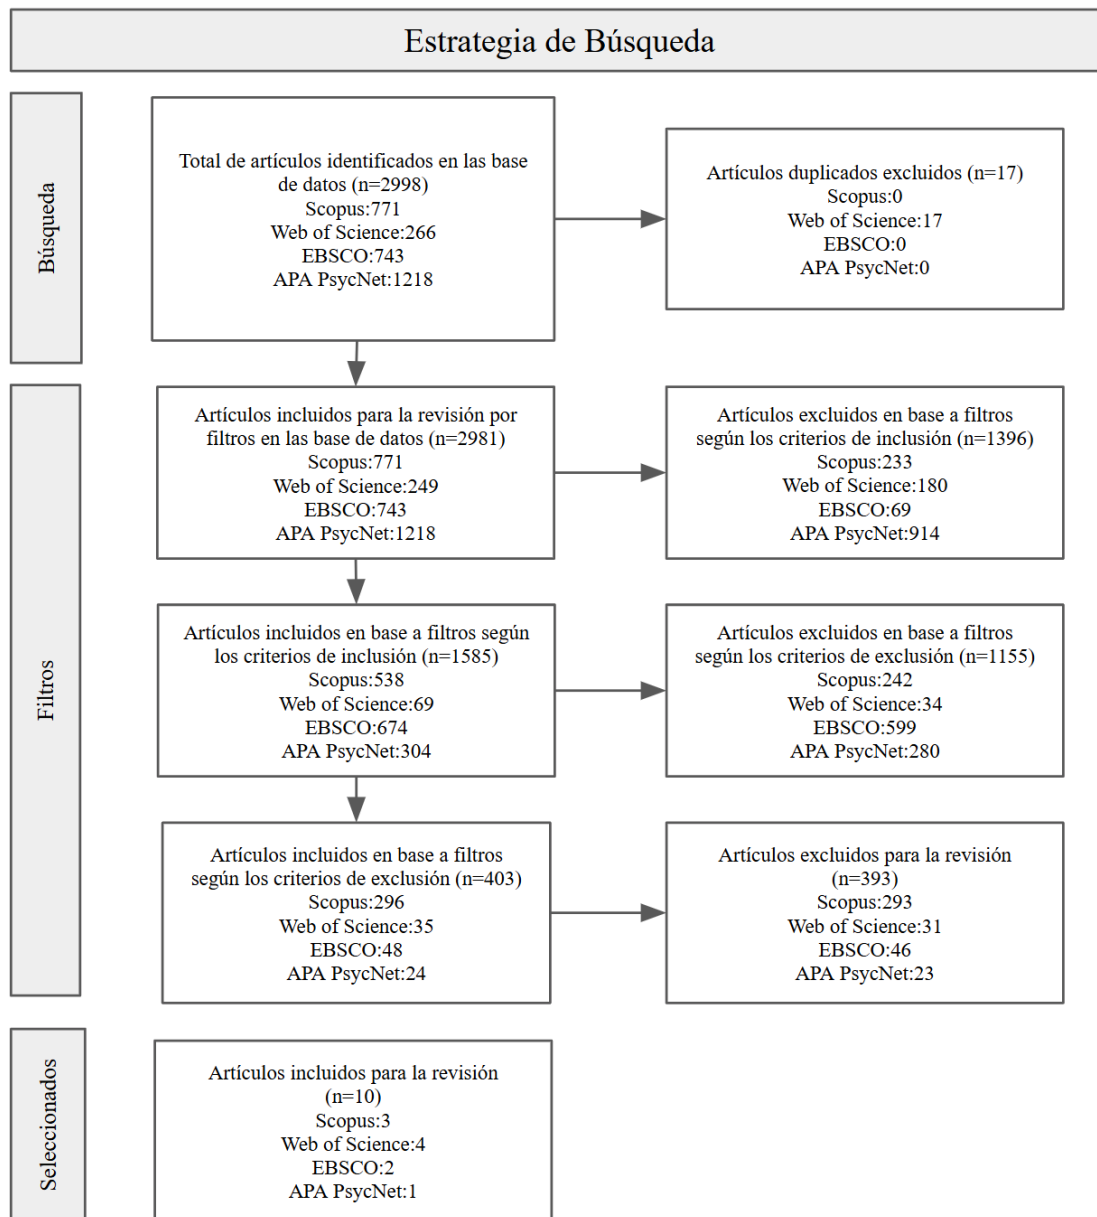 Estrategia de Búsqueda
Búsqueda
Total de artículos identificados en las base
de datos (n=2998)
Scopus:771
Web of Science:266
EBSCO:743
APA PsycNet:1218
Artículos duplicados excluidos (n=17)
Scopus:0
Web of Science:17
EBSCO:0
APA PsycNet:0
Filtros
Artículos incluidos para la revisión por
filtros en las base de datos (n=2981)
Scopus:771
Web of Science:249
EBSCO:743
APA PsycNet:1218
Artículos excluidos en base a filtros
según los criterios de inclusión (n=1396)
Scopus:233
Web of Science:180
EBSCO:69
APA PsycNet:914
Artículos incluidos en base a filtros según
los criterios de inclusión (n=1585)
Scopus:538
Web of Science:69
EBSCO:674
APA PsycNet:304
Artículos excluidos en base a filtros
según los criterios de exclusión (n=1155)
Scopus:242
Web of Science:34
EBSCO:599
APA PsycNet:280
Artículos incluidos en base a filtros
según los criterios de exclusión (n=403)
Scopus:296
Web of Science:35
EBSCO:48
APA PsycNet:24
Artículos excluidos para la revisión
(n=393)
Scopus:293
Web of Science:31
EBSCO:46
APA PsycNet:23
Seleccionados
Artículos incluidos para la revisión
(n=10)
Scopus:3
Web of Science:4
EBSCO:2
APA PsycNet:1